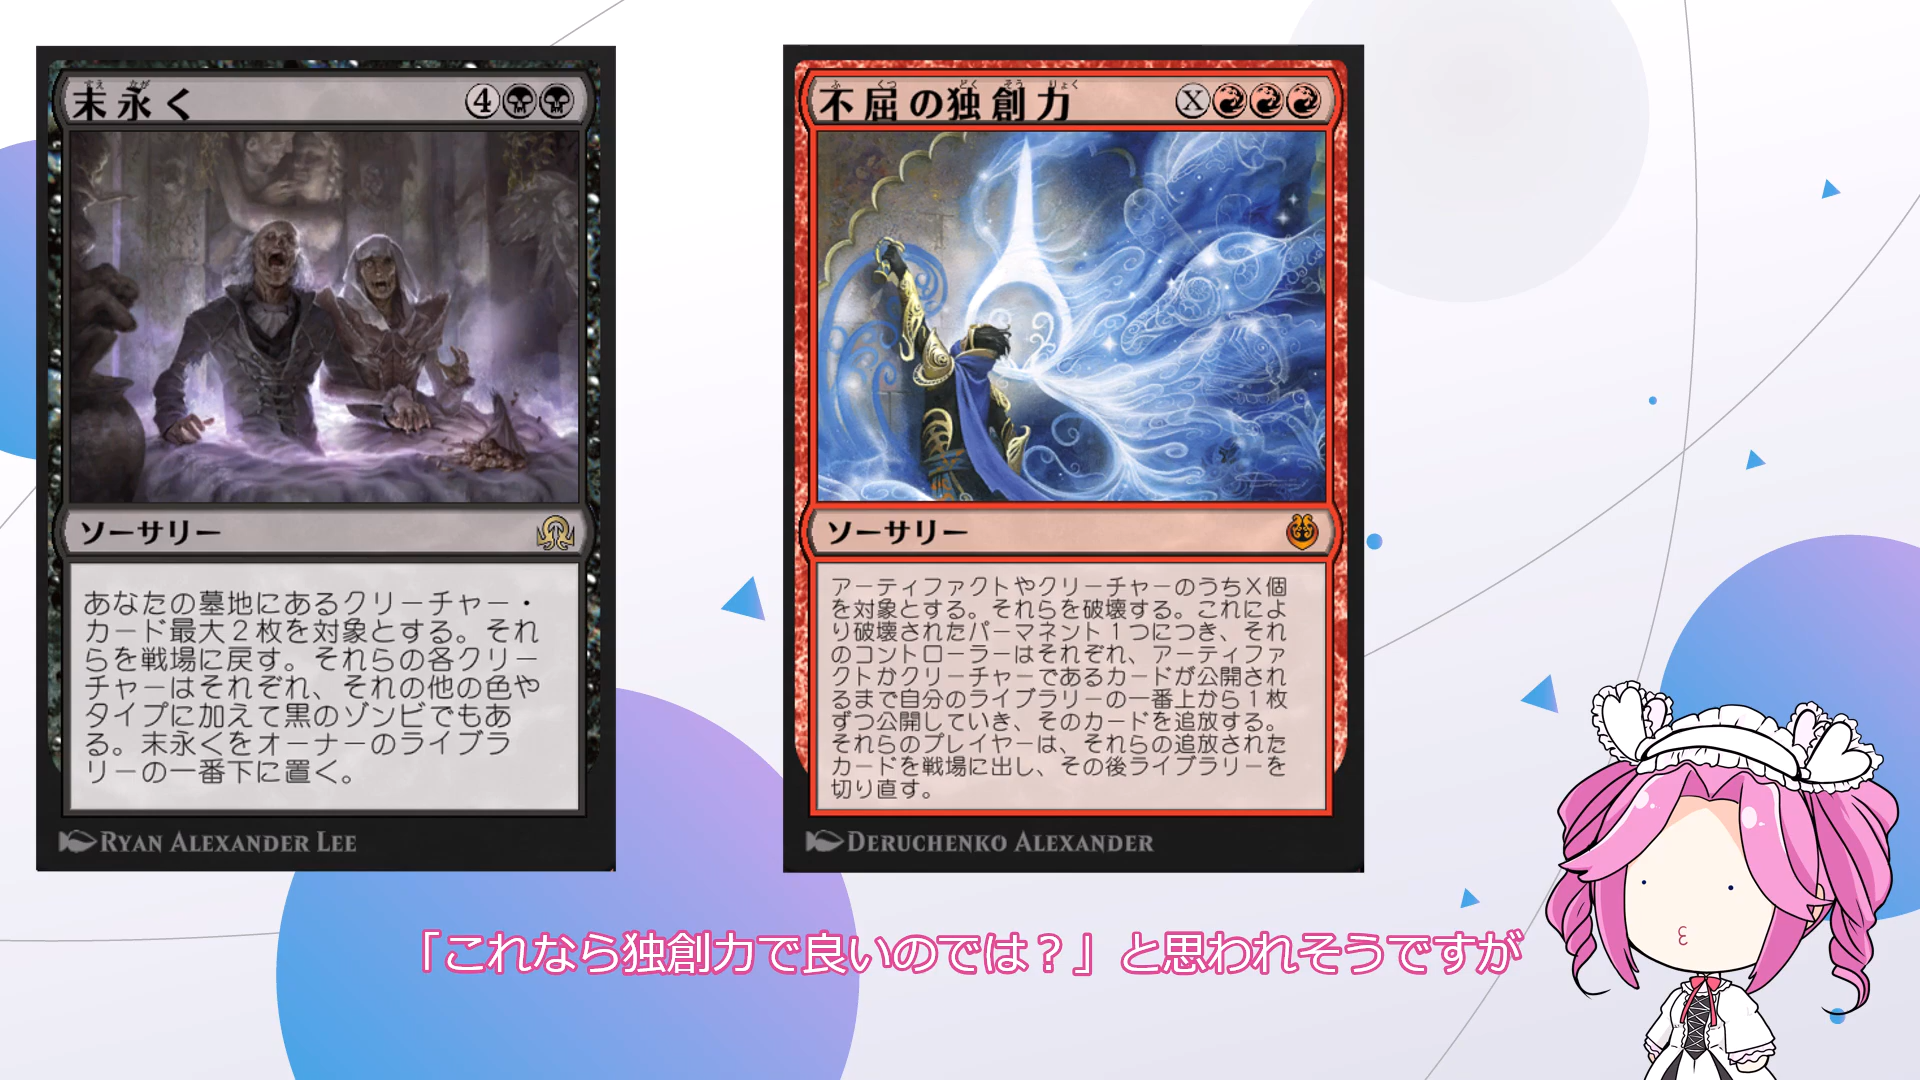 末永く
すえなが
4
ソーサリー
あなたの墓地にあるクリーチャー・
カード最大2枚を対象とする。それ
らを戦場に戻す。それらの各クリー
チャーはそれぞれ、それの他の色や
タイプに加えて黒のゾンビでもあ
る。末永くをオーナーのライブラ
リーの一番下に置く。
RYAN ALEXANDER LEE
不屈の独創力
ふくつどくそうりょく
X
ソーサリー
アーティファクトやクリーチャーのうちX個
を対象とする。それらを破壊する。これによ
り破壊されたパーマネント1つにつき、それ
のコントローラーはそれぞれ、アーティファ
クトかクリーチャーであるカードが公開され
るまで自分のライブラリーの一番上から1枚
ずつ公開していき、そのカードを追放する。
それらのプレイヤーは、それらの追放された
カードを戦場に出し、その後ライブラリーを
切り直す。
DERUCHENKO ALEXANDER
「これなら独創力で良いのでは？」と思われそうですが